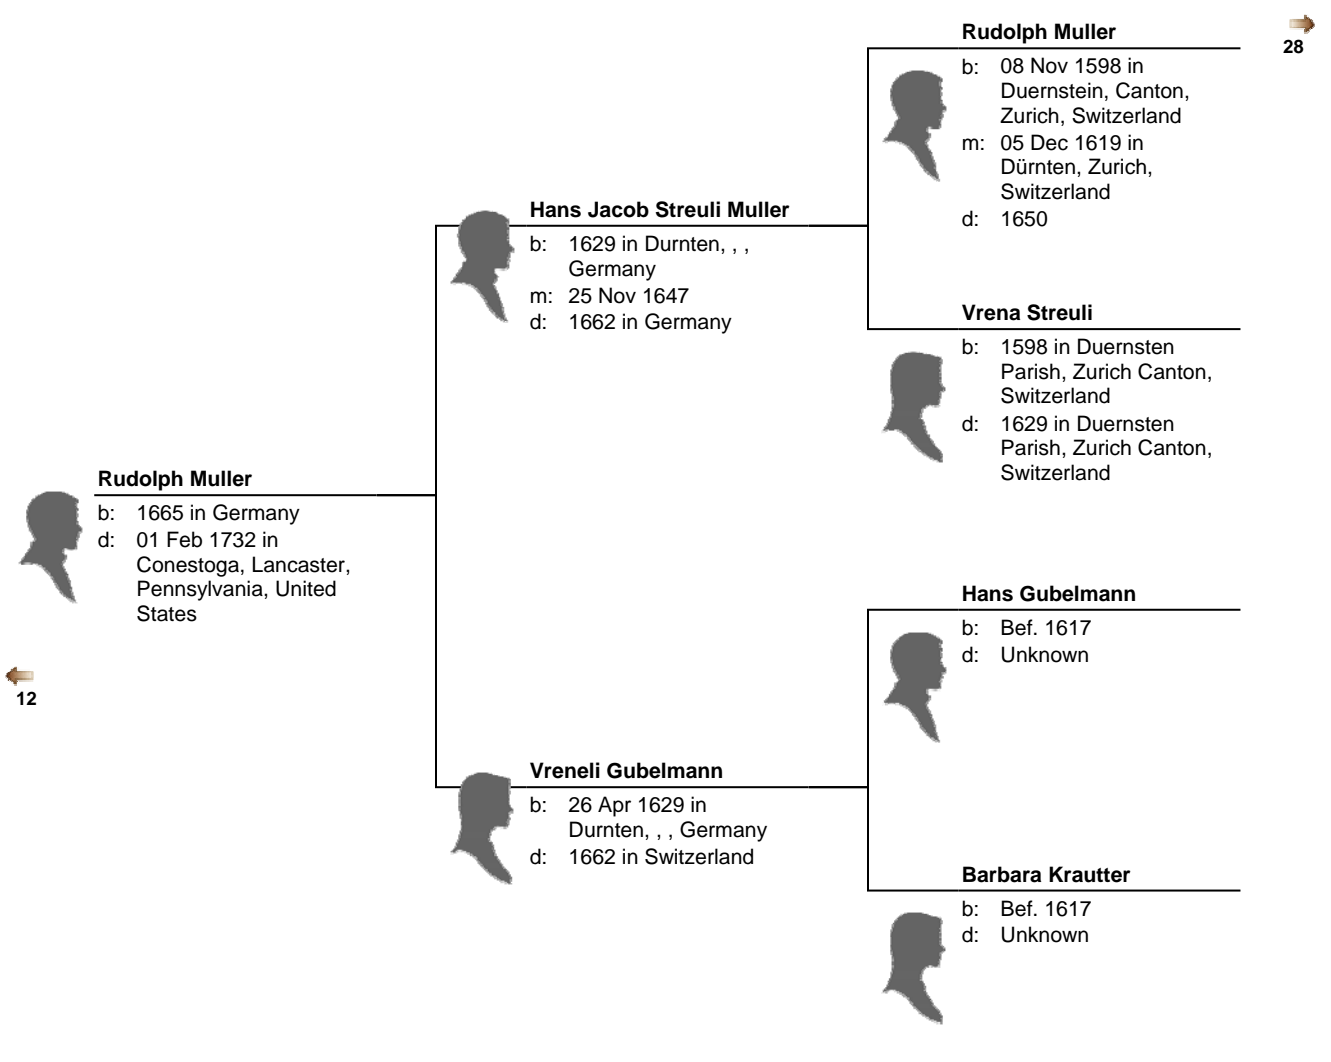 Rudolph Muller
28
b: 08 Nov 1598 in
Duernstein, Canton,
Zurich, Switzerland
m: 05 Dec 1619 in
Dürnten, Zurich,
Switzerland
d: 1650
Hans Jacob Streuli Muller
b: 1629 in Durnten, , ,
Germany
m: 25 Nov 1647
d: 1662 in Germany
Vrena Streuli
b: 1598 in Duernsten
Parish, Zurich Canton,
Switzerland
d: 1629 in Duernsten
Parish, Zurich Canton,
Switzerland
Rudolph Muller
b: 1665 in Germany
d: 01 Feb 1732 in
Conestoga, Lancaster,
Pennsylvania, United
States
12
Hans Gubelmann
b: Bef. 1617
d: Unknown
Vreneli Gubelmann
b: 26 Apr 1629 in
Durnten, , , Germany
d: 1662 in Switzerland
Barbara Krautter
b: Bef. 1617
d: Unknown